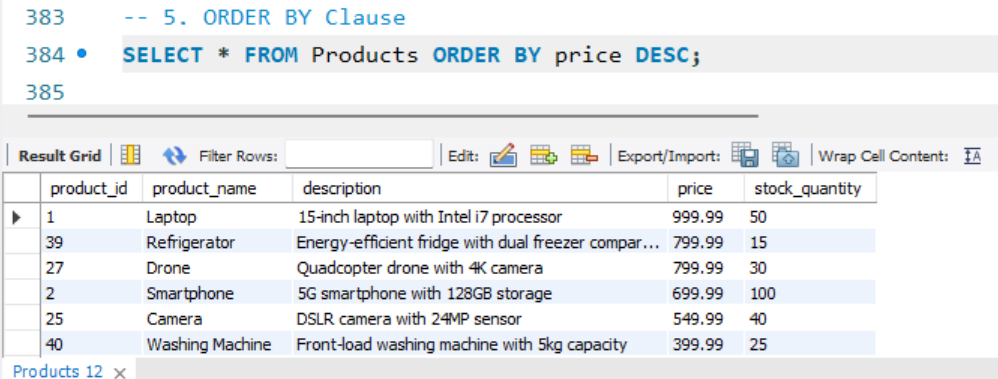 383 -- 5. ORDER BY Clause
384 SELECT * FROM Products ORDER BY price DESC;
385
Result Grid Filter Rows: Edit: Export/Import: Wrap Cell Content: IA
product_id product_name description price stock_quantity
1 Laptop 15-inch laptop with Intel i7 processor 999.99 50
39 Refrigerator Energy-efficient fridge with dual freezer compar... 799.99 15
27 Drone Quadcopter drone with 4K camera 799.99 30
2 Smartphone 5G smartphone with 128GB storage 699.99 100
25 Camera DSLR camera with 24MP sensor 549.99 40
40 Washing Machine Front-load washing machine with 5kg capacity 399.99 25
Products 12